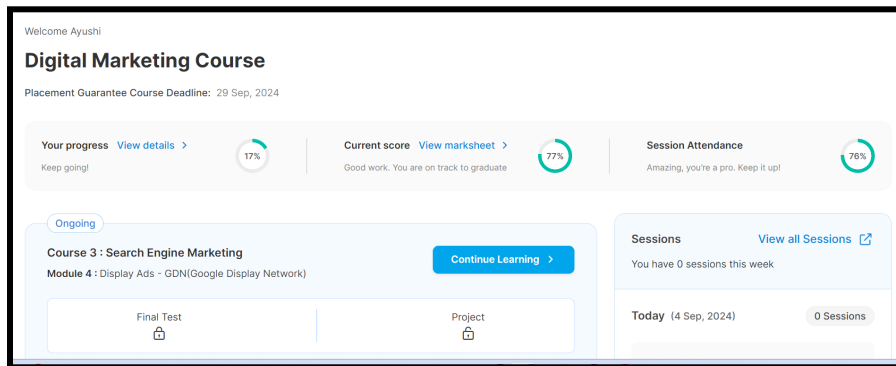 Welcome Ayushi
Digital Marketing Course
Placement Guarantee Course Deadline: 29 Sep, 2024
Your progress View details >
Keep going!
17%
Current score View marksheet >
Good work. You are on track to graduate
77%
Session Attendance
Amazing, you're a pro. Keep it up!
76%
Ongoing
Course 3 : Search Engine Marketing
Module 4 : Display Ads - GDN(Google Display Network)
Continue Learning >
Final Test
Project
Sessions
View all Sessions
You have 0 sessions this week
Today (4 Sep, 2024)
0 Sessions